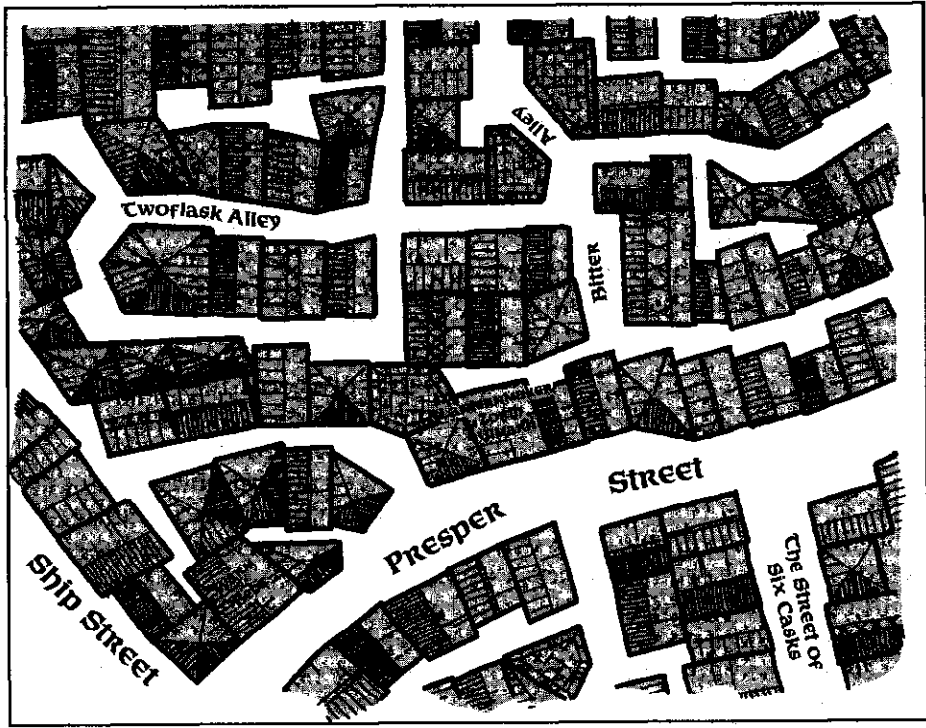 Alley
Twoflask Alley
Bitter
Street
Presper
The Street of
Six Casks
Ship Street